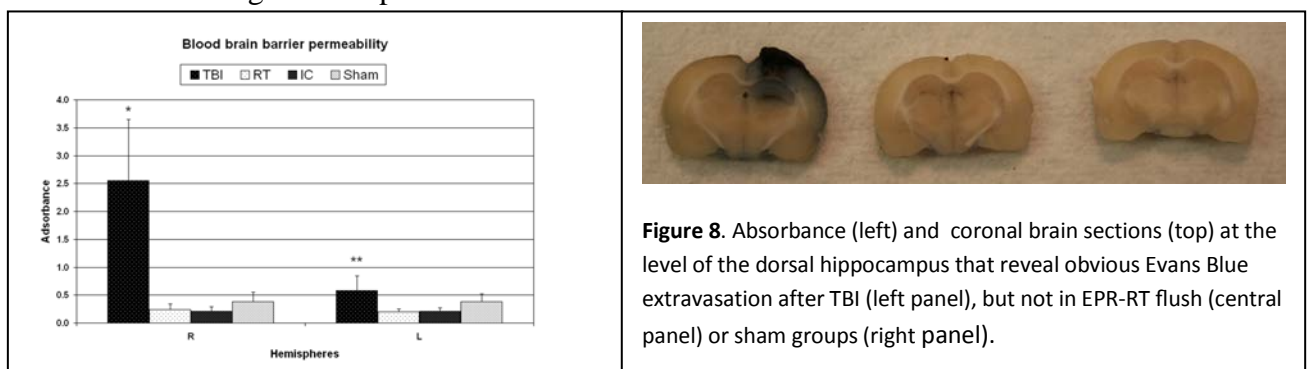 Blood brain barrier permeability
TBI RT IC Sham
4.0
3.5
3.0
2.5
2.0
1.5
1.0
0.5
0.0
*
**
Adsorbance
R L
Hemispheres
Figure 8. Absorbance (left) and coronal brain sections (top) at the
level of the dorsal hippocampus that reveal obvious Evans Blue
extravasation after TBI (left panel), but not in EPR-RT flush (central
panel) or sham groups (right panel).